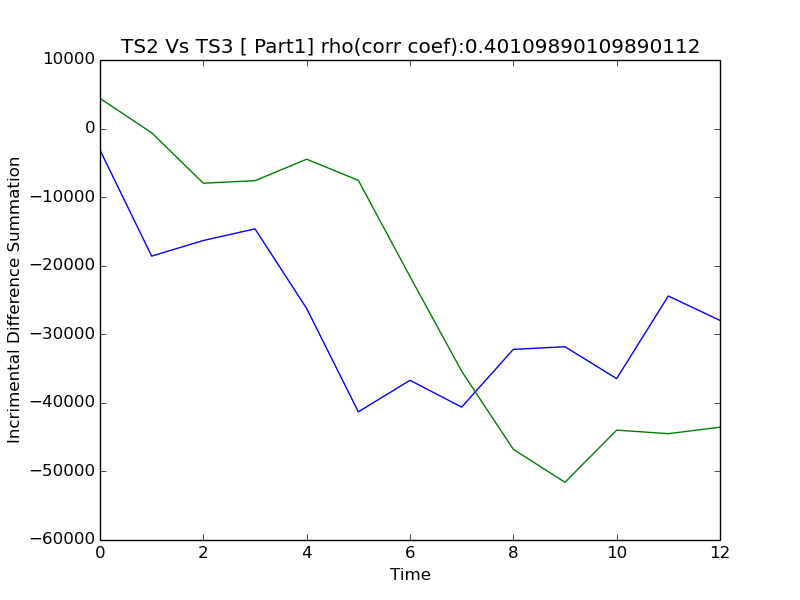 TS2 Vs TS3 [ Part1] rho(corr coef):0.40109890109890112
10000
0
−10000
−20000
−30000
−40000
−50000
−60000
Incrimental Difference Summation
0 2 4 6 8 10 12
Time